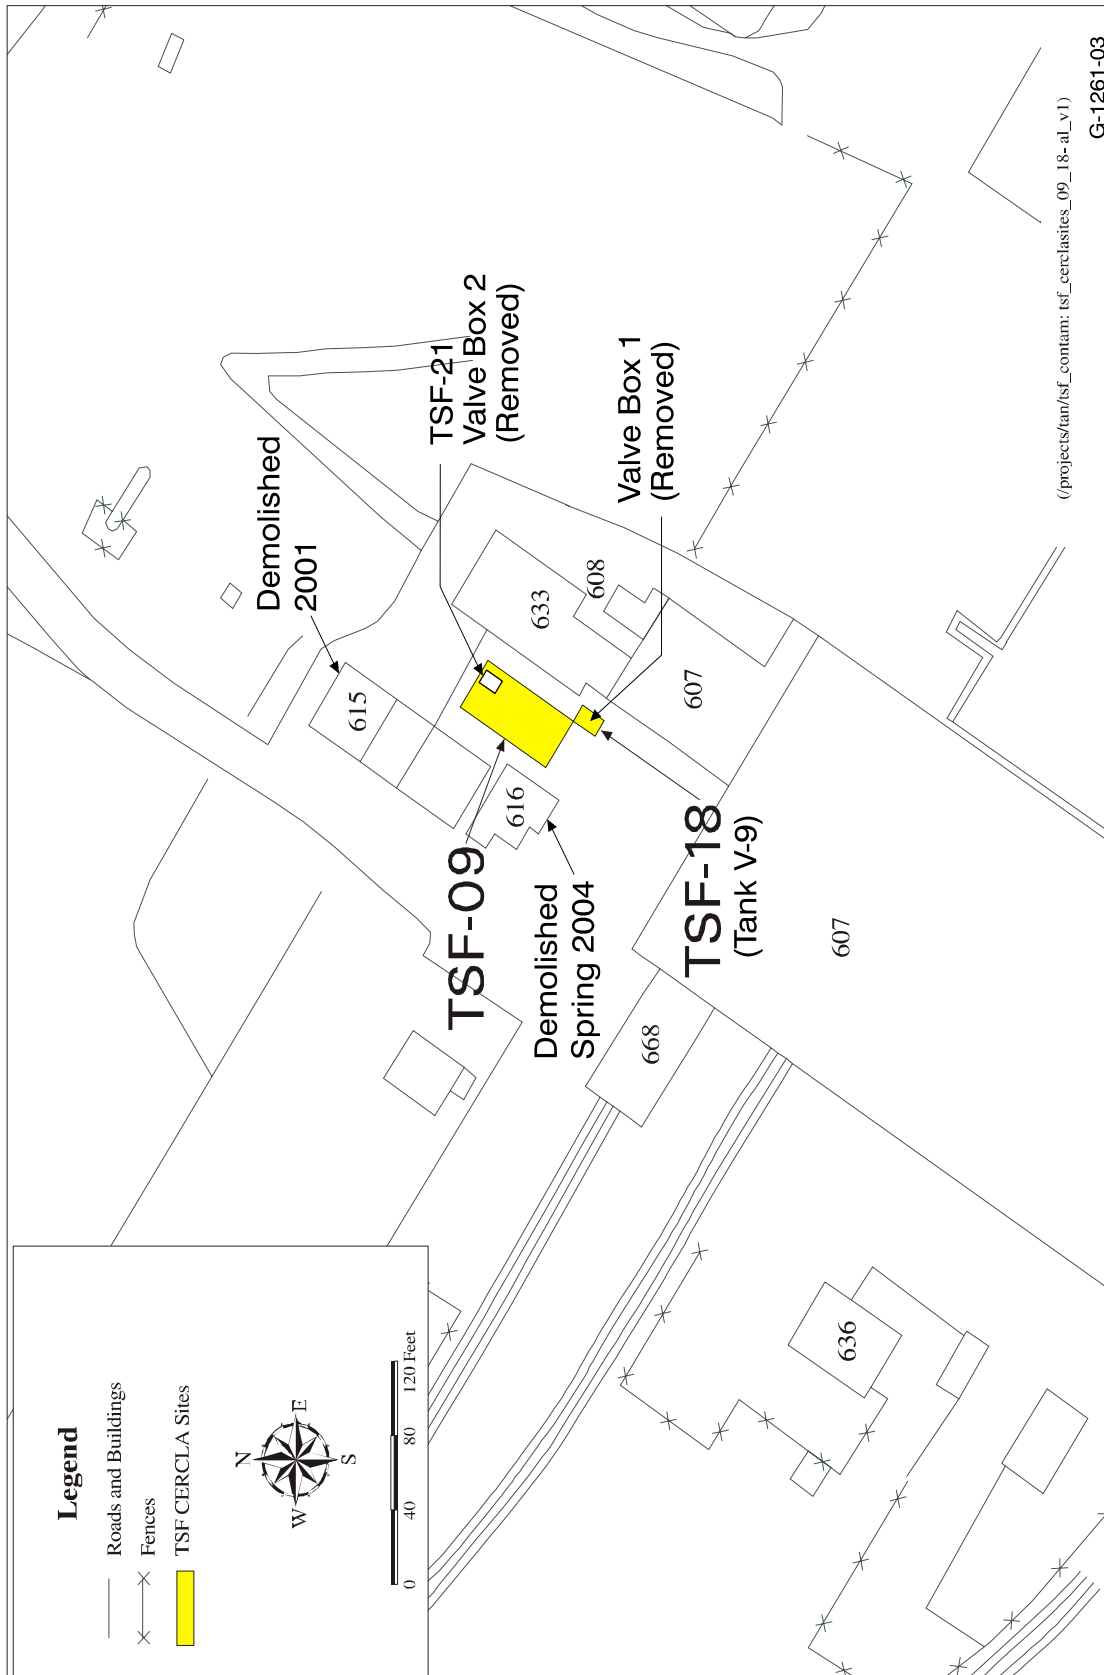 Legend
Roads and Buildings
Fences
TSF CERCLA Sites
N
W
E
S
0
40
80
120 Feet
Demolished
2001
615
TSF-21
Valve Box 2
(Removed)
633
608
Valve Box 1
(Removed)
607
616
TSF-09
Demolished
Spring 2004
TSF-18
(Tank V-9)
607
668
636
(/projects/tan/tsf_contam: tsf_cerclasites_09_18- al_v1)
G-1261-03